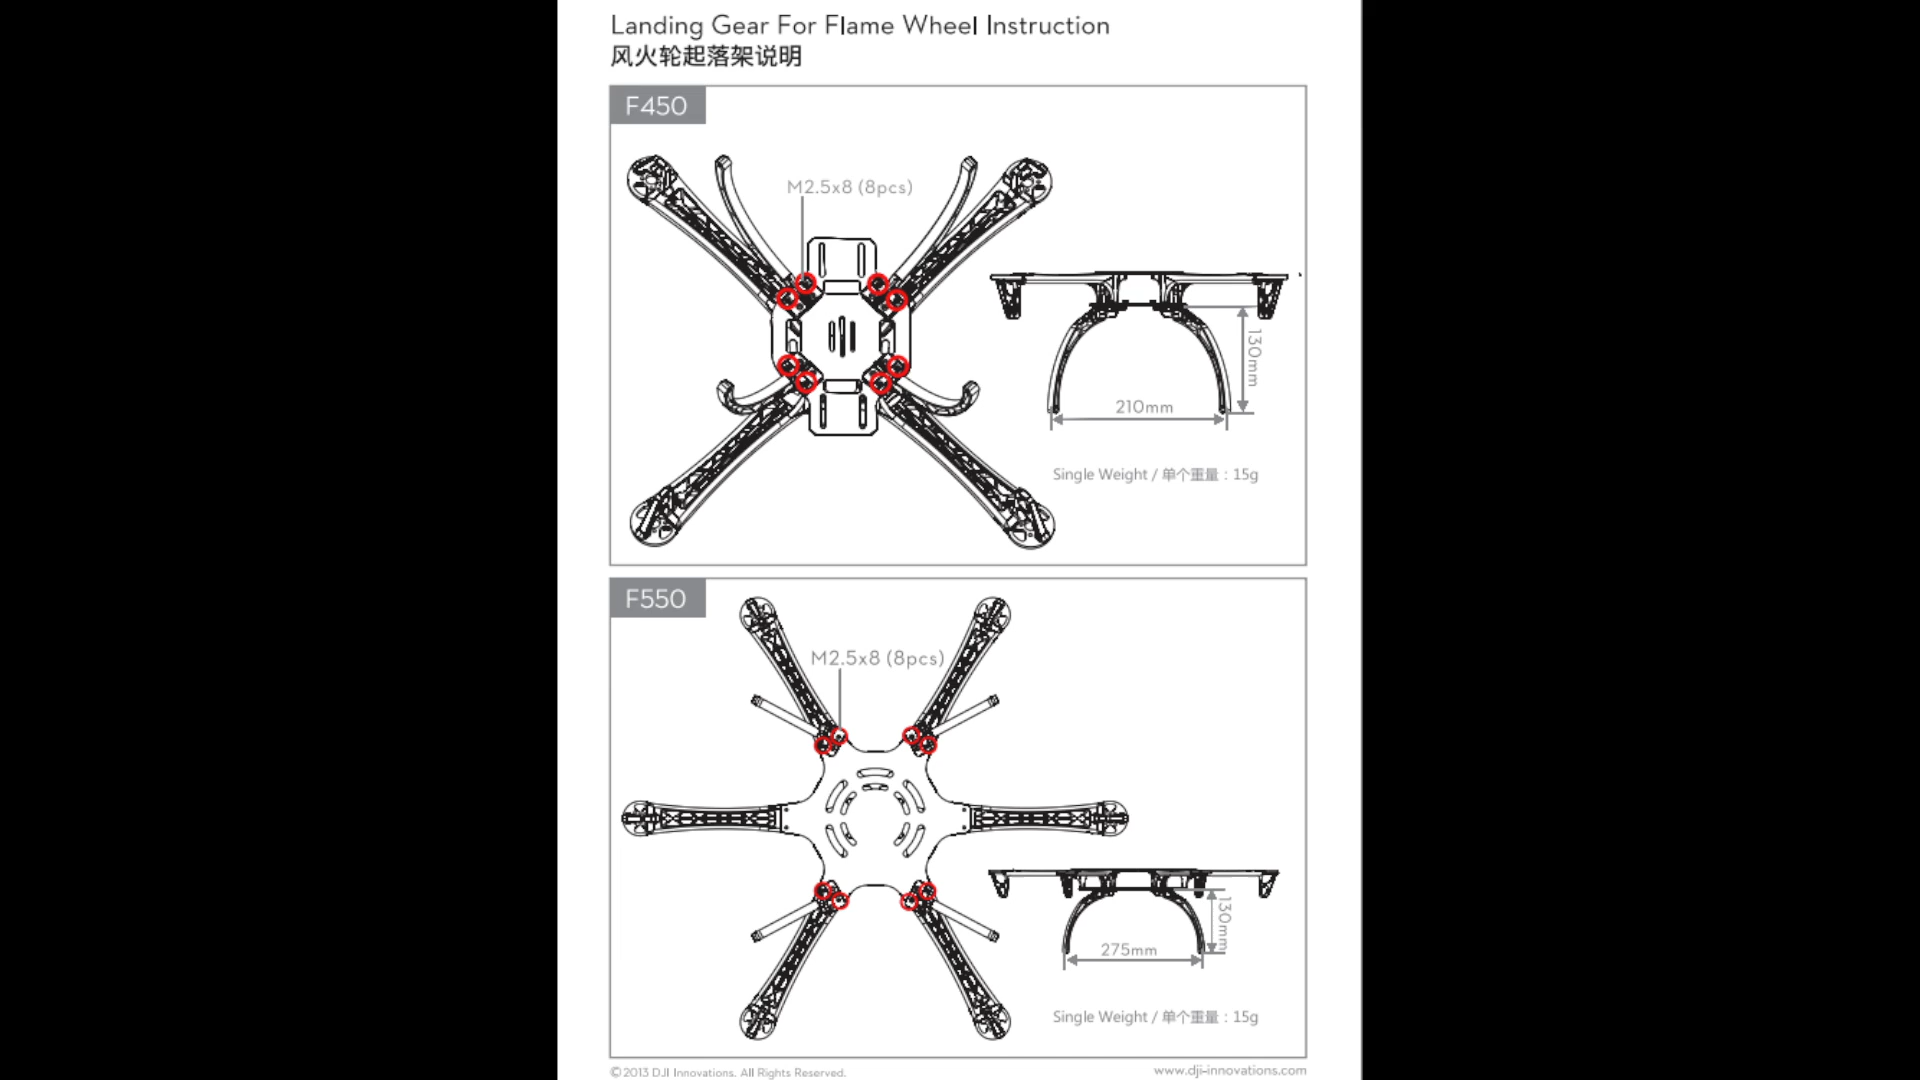 Landing Gear For Flame Wheel Instruction
风火轮起落架说明
F450
M2.5x8 (8pcs)
130mm
210mm
Single Weight / 单个重量 : 15g
F550
M2.5x8 (8pcs)
130mm
275mm
Single Weight / 单个重量 : 15g
©2013 DJI Innovations. All Rights Reserved.
www.dji-innovations.com